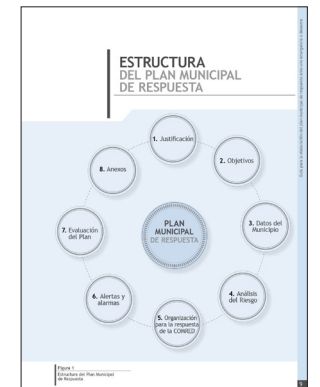 ESTRUCTURA
DEL PLAN MUNICIPAL
DE RESPUESTA
1. Justificación
2. Objetivos
3. Datos del
Municipio
4. Análisis
del Riesgo
5. Organización
para la respuesta
de la CONRED
6. Alertas y
alarmas
7. Evaluación
del Plan
8. Anexos
PLAN
MUNICIPAL
DE RESPUESTA
Figura 1
Estructura del Plan Municipal
de Respuesta
5